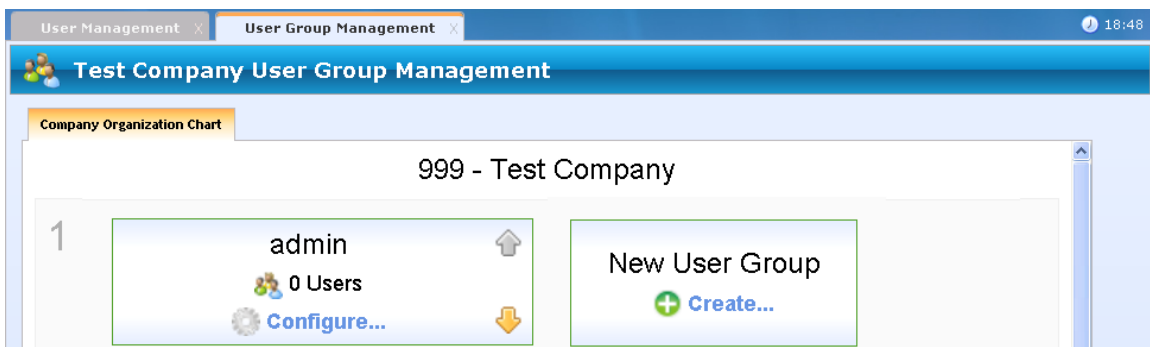 User Management X User Group Management X 18:48
Test Company User Group Management
Company Organization Chart
999 - Test Company
1
admin
0 Users
Configure...
New User Group
Create...